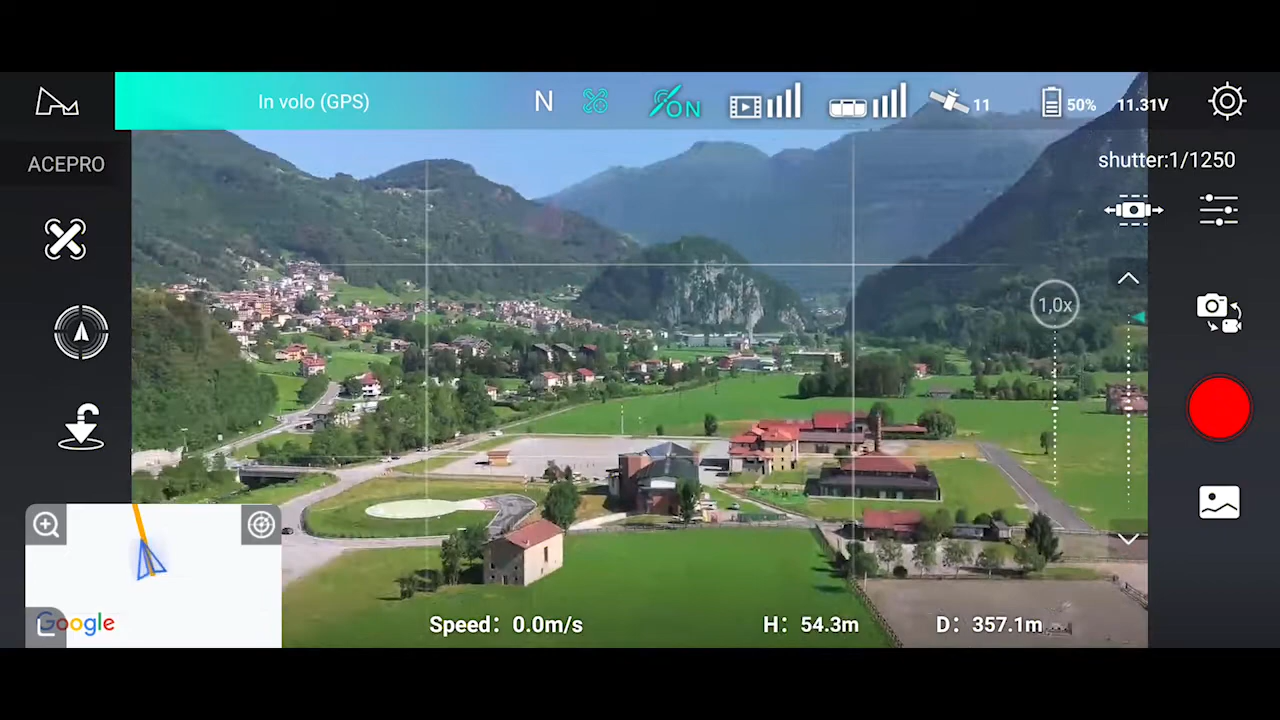 In volo (GPS)
N
ON
11
50%
11.31V
ACEPRO
shutter:1/1250
1,0x
Google
Speed: 0.0m/s
H: 54.3m
D: 357.1m